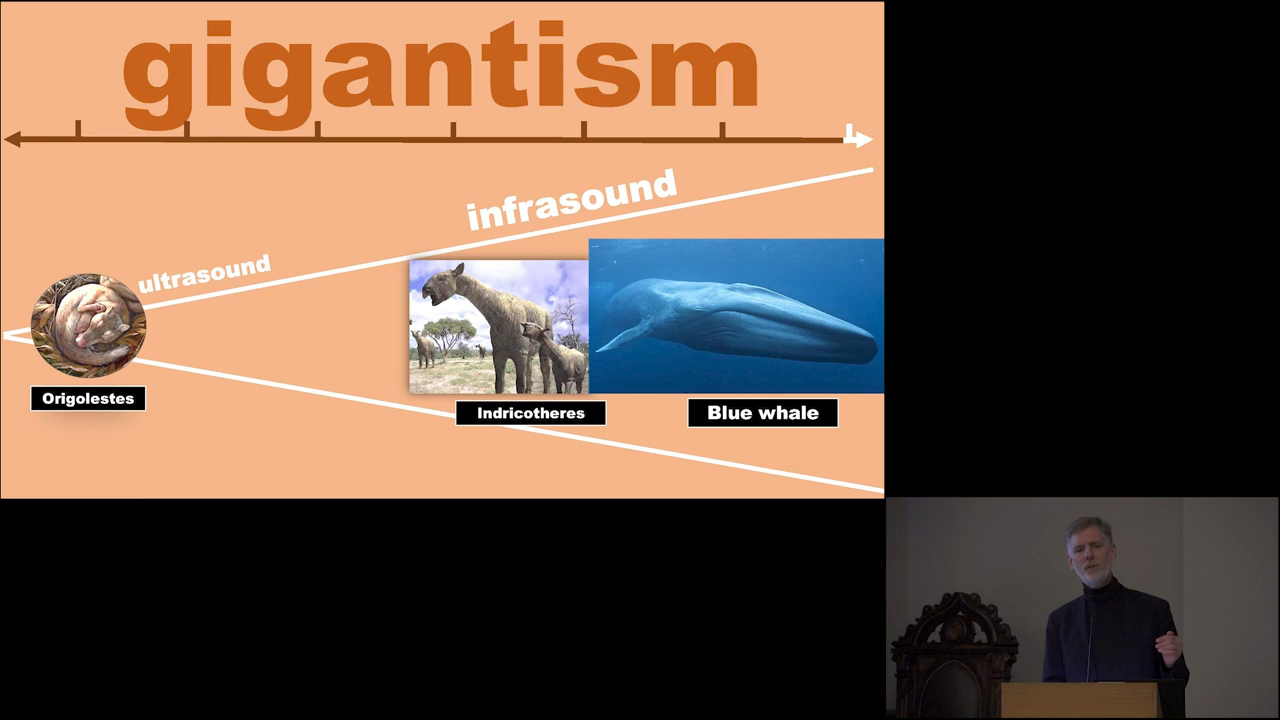 gigantism
infrasound
ultrasound
Origolestes
Indricotheres
Blue whale